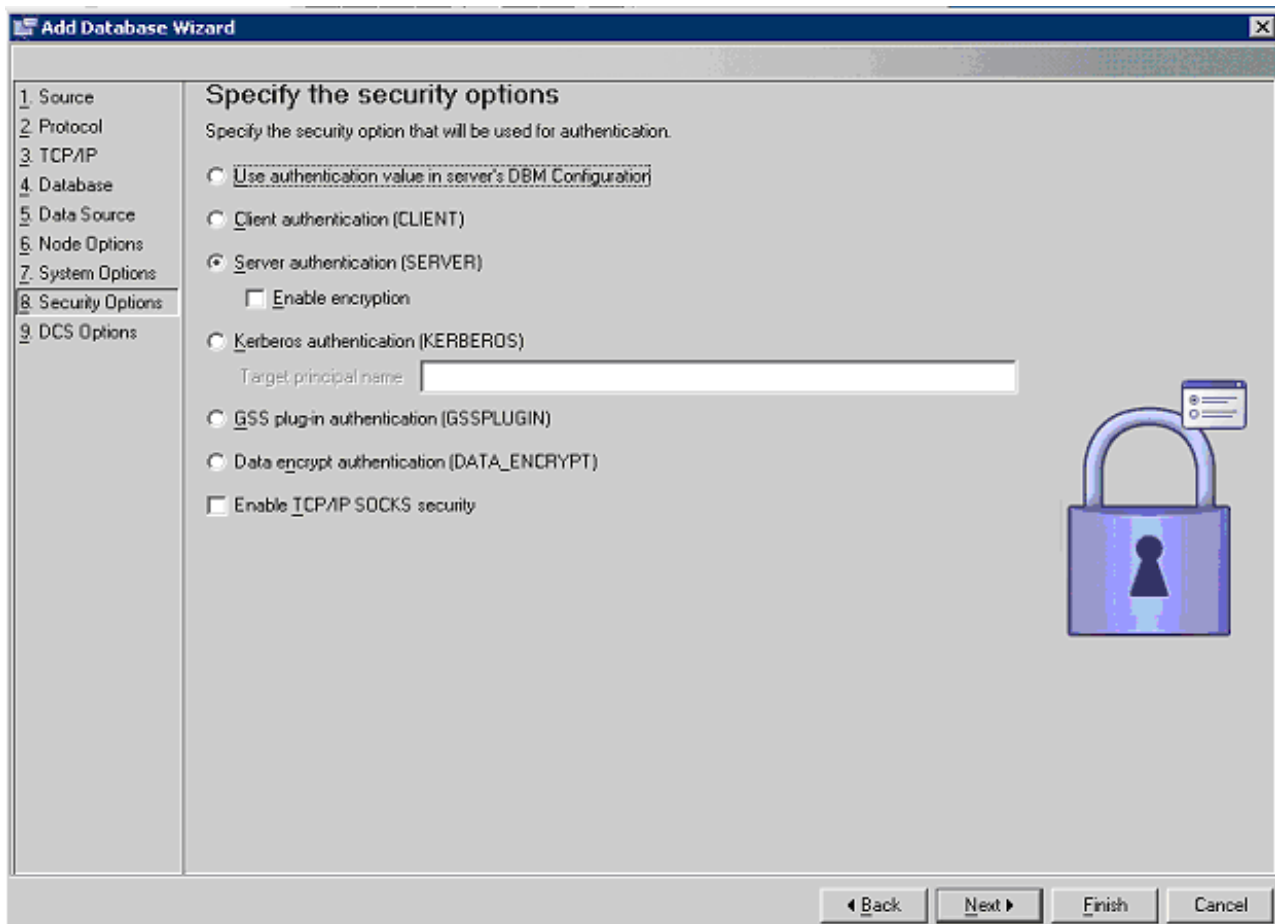 Add Database Wizard
1. Source
2. Protocol
3. TCP/IP
4. Database
5. Data Source
6. Node Options
7. System Options
8. Security Options
9. DCS Options
Specify the security options
Specify the security option that will be used for authentication.
Use authentication value in server's DBM Configuration
Client authentication (CLIENT)
Server authentication (SERVER)
Enable encryption
Kerberos authentication (KERBEROS)
Target principal name
GSS plug-in authentication (GSSPLUGIN)
Data encrypt authentication (DATA_ENCRYPT)
Enable TCP/IP SOCKS security
Back
Next
Finish
Cancel